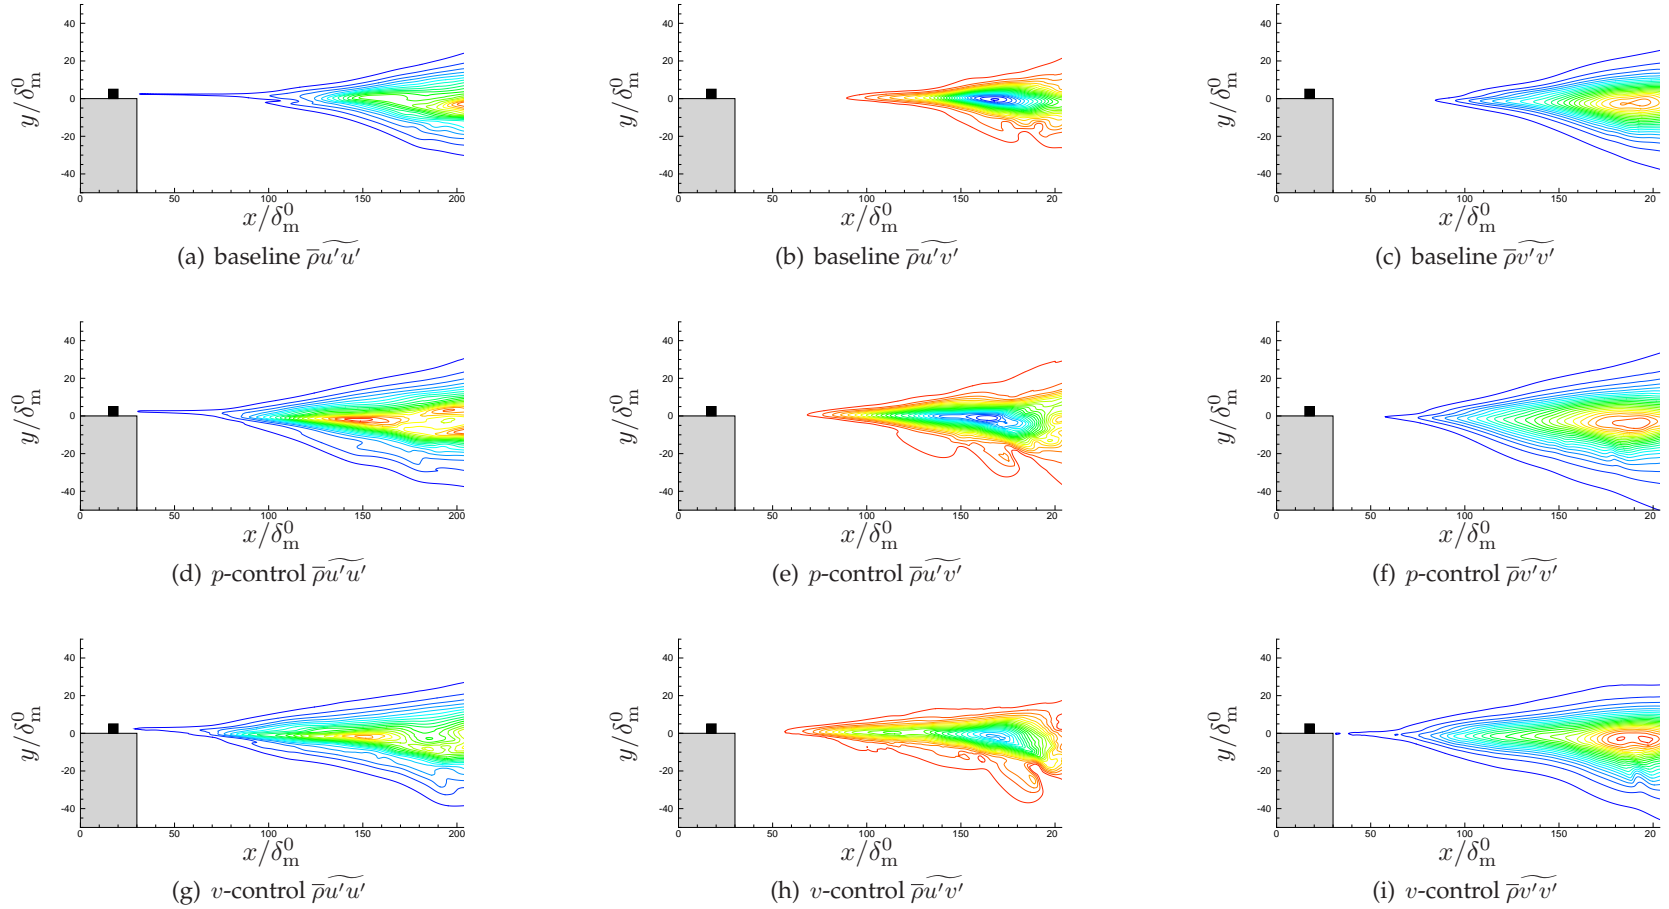 y/δ⁰ₘ
40
20
0
-20
-40
0 50 100 150 200
x/δ⁰ₘ
(a) baseline ρ̅u′u′~
y/δ⁰ₘ
40
20
0
-20
-40
0 50 100 150 20
x/δ⁰ₘ
(b) baseline ρ̅u′v′~
y/δ⁰ₘ
40
20
0
-20
-40
0 50 100 150 20
x/δ⁰ₘ
(c) baseline ρ̅v′v′~
y/δ⁰ₘ
40
20
0
-20
-40
0 50 100 150 200
x/δ⁰ₘ
(d) p-control ρ̅u′u′~
y/δ⁰ₘ
40
20
0
-20
-40
0 50 100 150 20
x/δ⁰ₘ
(e) p-control ρ̅u′v′~
y/δ⁰ₘ
40
20
0
-20
-40
0 50 100 150 20
x/δ⁰ₘ
(f) p-control ρ̅v′v′~
y/δ⁰ₘ
40
20
0
-20
-40
0 50 100 150 200
x/δ⁰ₘ
(g) v-control ρ̅u′u′~
y/δ⁰ₘ
40
20
0
-20
-40
0 50 100 150 20
x/δ⁰ₘ
(h) v-control ρ̅u′v′~
y/δ⁰ₘ
40
20
0
-20
-40
0 50 100 150 20
x/δ⁰ₘ
(i) v-control ρ̅v′v′~